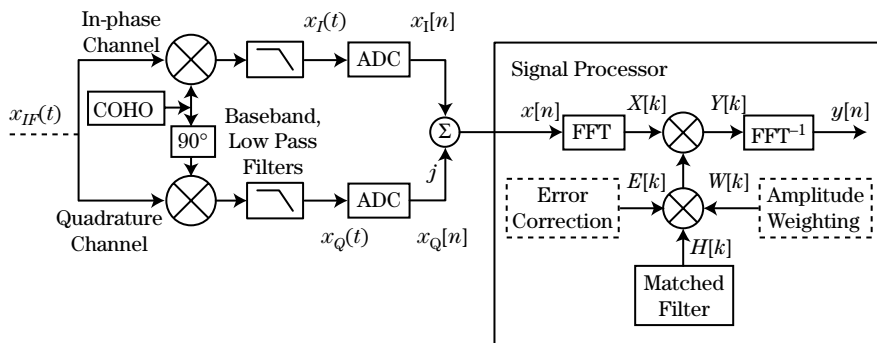 In-phase
Channel
x_I(t)
x_I[n]
ADC
Signal Processor
x_IF(t)
COHO
90°
Baseband,
Low Pass
Filters
Σ
j
x[n]
FFT
X[k]
Y[k]
FFT⁻¹
y[n]
Quadrature
Channel
ADC
x_Q(t)
x_Q[n]
Error
Correction
E[k]
W[k]
Amplitude
Weighting
H[k]
Matched
Filter